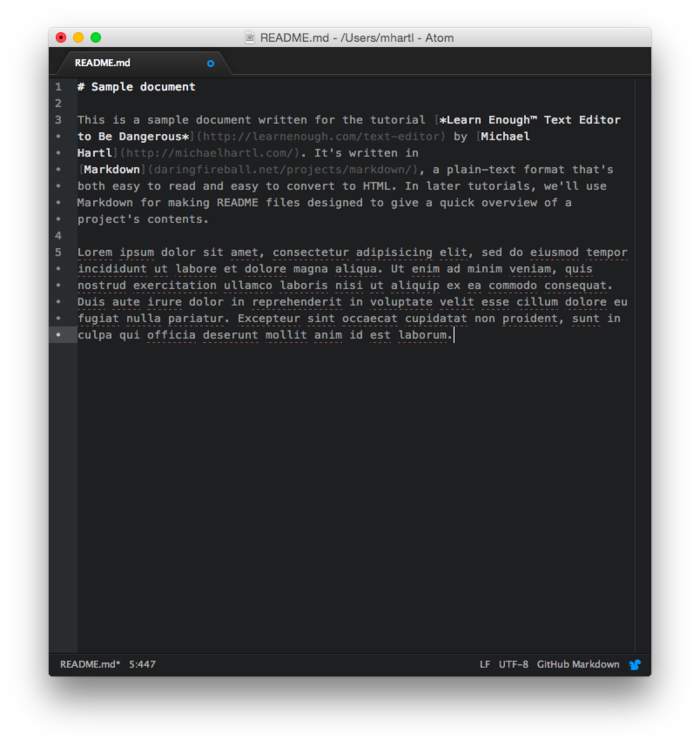 README.md - /Users/mhartl - Atom
README.md
1 # Sample document
2
3 This is a sample document written for the tutorial [*Learn Enough™ Text Editor
• to Be Dangerous*](http://learnenough.com/text-editor) by [Michael
• Hartl](http://michaelhartl.com/). It's written in
• [Markdown](daringfireball.net/projects/markdown/), a plain-text format that's
• both easy to read and easy to convert to HTML. In later tutorials, we'll use
• Markdown for making README files designed to give a quick overview of a
• project's contents.
4
5 Lorem ipsum dolor sit amet, consectetur adipisicing elit, sed do eiusmod tempor
• incididunt ut labore et dolore magna aliqua. Ut enim ad minim veniam, quis
• nostrud exercitation ullamco laboris nisi ut aliquip ex ea commodo consequat.
• Duis aute irure dolor in reprehenderit in voluptate velit esse cillum dolore eu
• fugiat nulla pariatur. Excepteur sint occaecat cupidatat non proident, sunt in
• culpa qui officia deserunt mollit anim id est laborum.
README.md* 5:447 LF UTF-8 GitHub Markdown